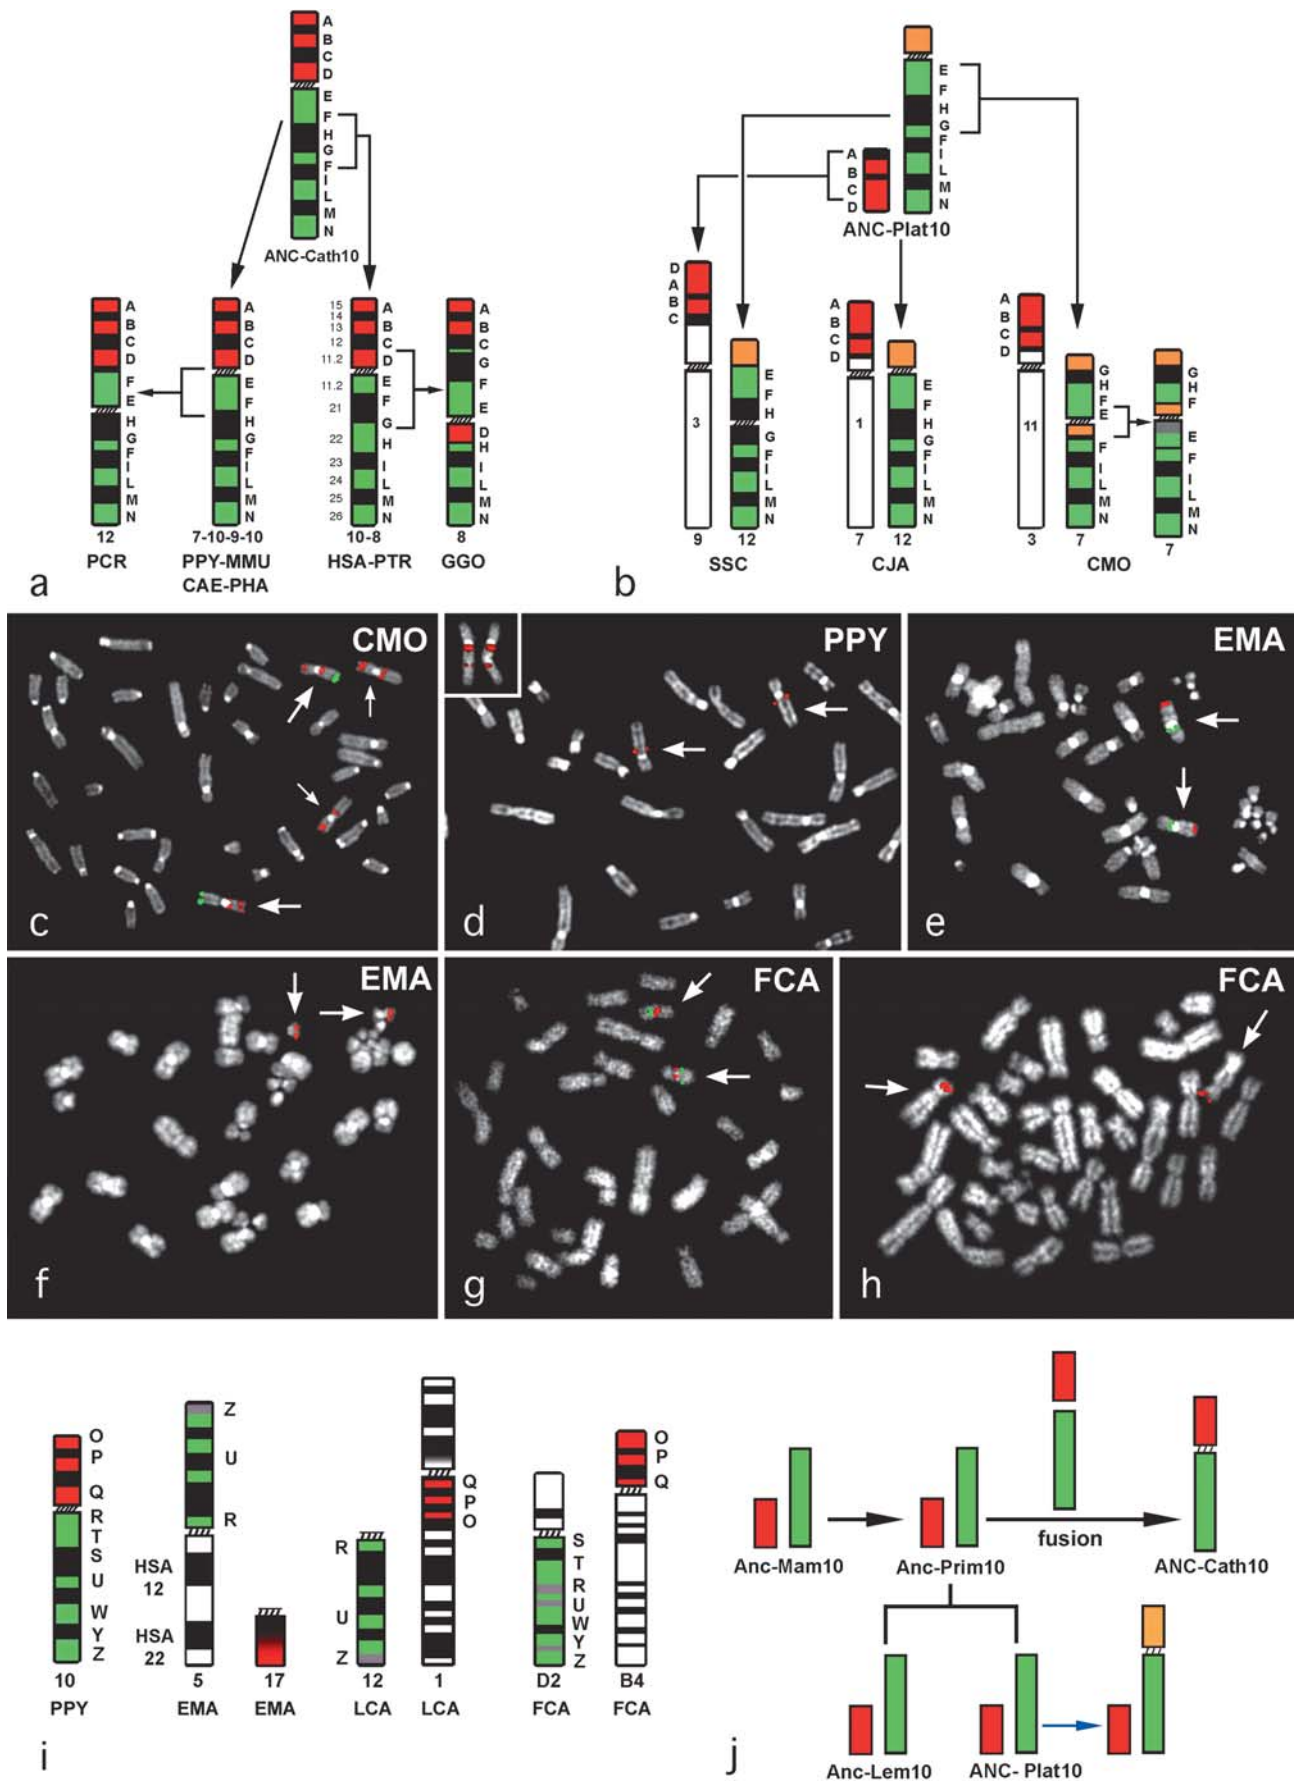 A
B
C
D
E
F
H
G
F
I
L
M
N
ANC-Cath10
A
B
C
D
F
E
H
G
F
I
L
M
N
12
PCR
A
B
C
D
E
F
H
G
F
I
L
M
N
7-10-9-10
PPY-MMU
CAE-PHA
15
14
13
12
11.2
11.2
21
22
23
24
25
26
A
B
C
D
E
F
G
H
I
L
M
N
10-8
HSA-PTR
A
B
C
G
F
E
D
H
I
L
M
N
8
GGO
a
E
F
H
G
F
I
L
M
N
A
B
C
D
ANC-Plat10
D
A
B
C
3
9
E
F
H
G
F
I
L
M
N
12
SSC
A
B
C
D
1
7
E
F
H
G
F
I
L
M
N
12
CJA
A
B
C
D
11
3
G
H
F
E
F
I
L
M
N
7
CMO
G
H
F
E
F
I
L
M
N
7
b
CMO
c
PPY
d
EMA
e
EMA
f
FCA
g
FCA
h
O
P
Q
R
T
S
U
W
Y
Z
10
PPY
Z
U
R
HSA
12
HSA
22
5
EMA
17
EMA
R
U
Z
12
LCA
Q
P
O
1
LCA
S
T
R
U
W
Y
Z
D2
FCA
O
P
Q
B4
FCA
i
Anc-Mam10
Anc-Prim10
fusion
ANC-Cath10
Anc-Lem10
ANC- Plat10
j